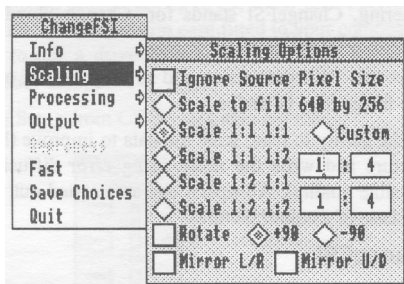 ChangeFSI
Info
Scaling
Processing
Output
Fast
Save Choices
Quit
Scaling Options
Ignore Source Pixel Size
Scale to fill 640 by 256
Scale 1:1 1:1 Custom
Scale 1:1 1:2 1 : 4
Scale 1:2 1:1
Scale 1:2 1:2 1 : 4
Rotate +90 -90
Mirror L/R Mirror U/D